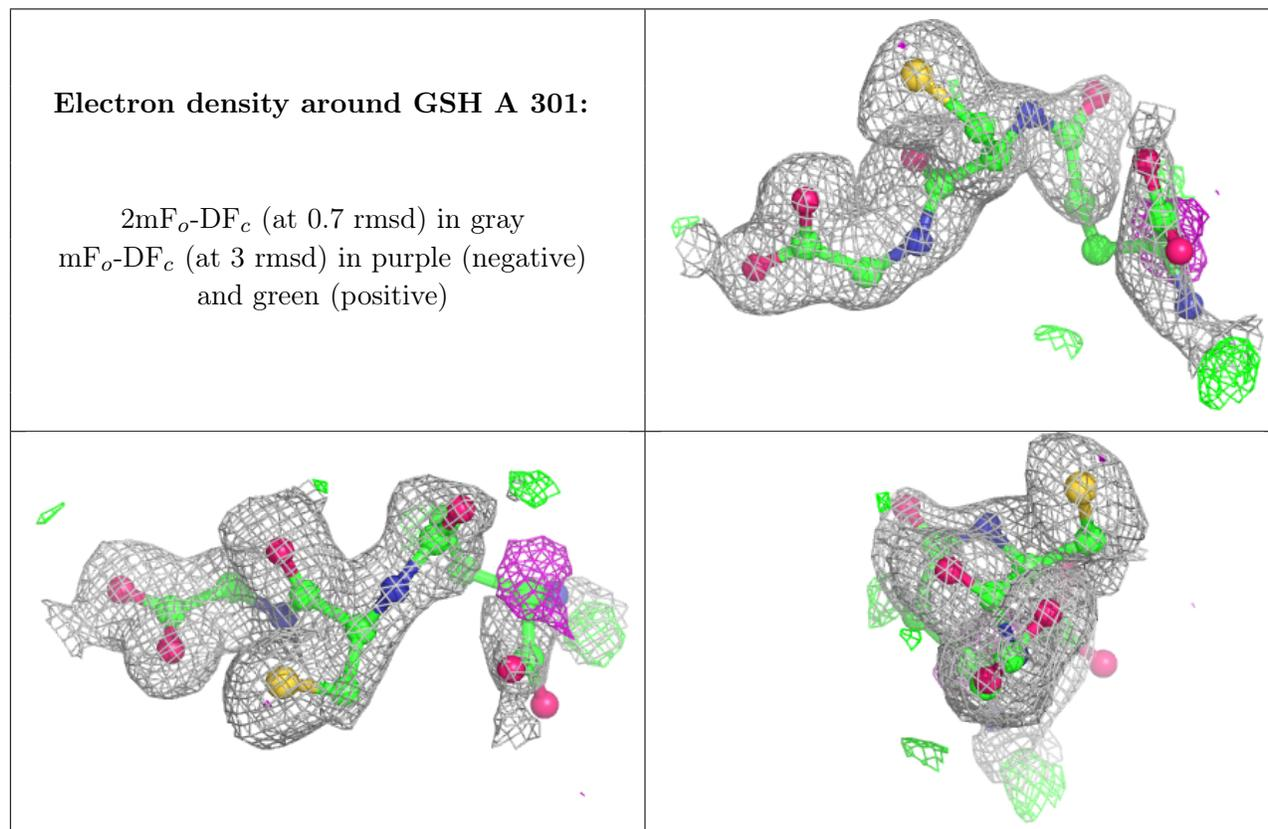 Electron density around GSH A 301:
2mFo-DFc (at 0.7 rmsd) in gray
mFo-DFc (at 3 rmsd) in purple (negative)
and green (positive)